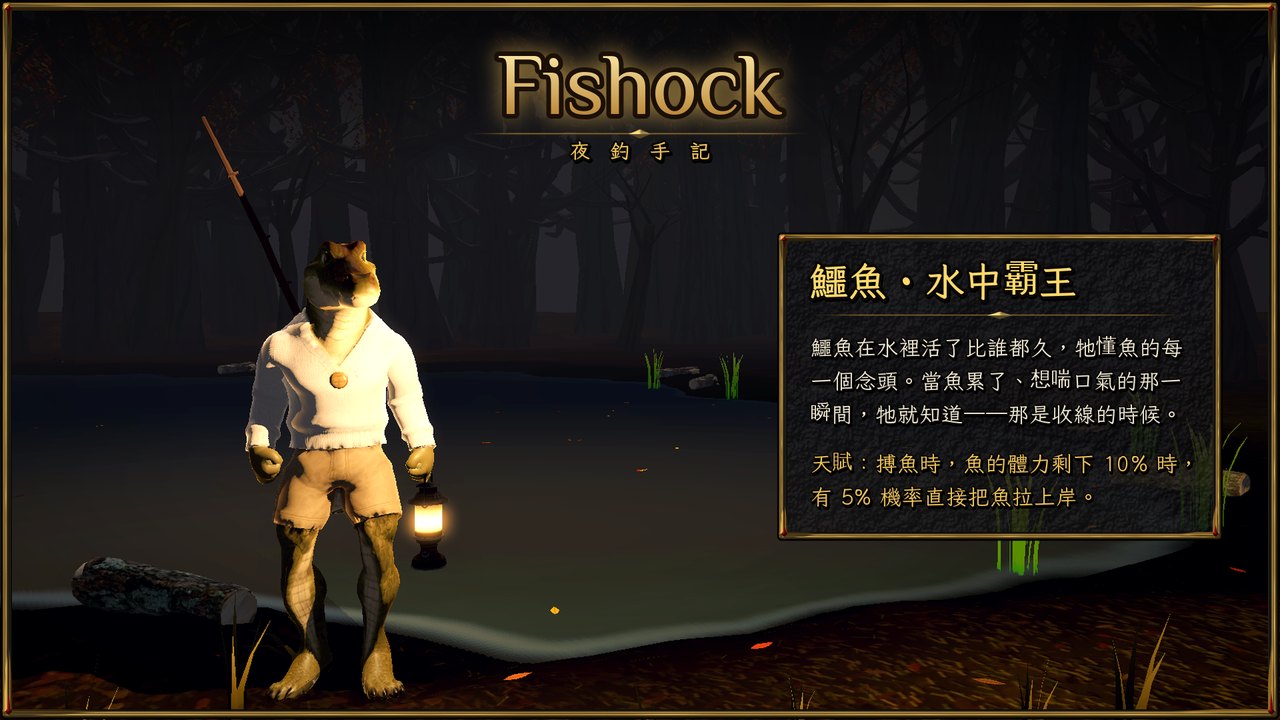 Fishock
夜釣手記
鱷魚・水中霸王
鱷魚在水裡活了比誰都久，牠懂魚的每
一個念頭。當魚累了、想喘口氣的那一
瞬間，牠就知道——那是收線的時候。
天賦：搏魚時，魚的體力剩下 10% 時，
有 5% 機率直接把魚拉上岸。